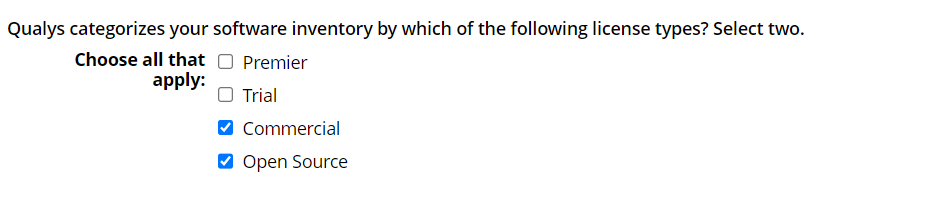 Qualys categorizes your software inventory by which of the following license types? Select two.
Choose all that apply:
Premier
Trial
Commercial
Open Source